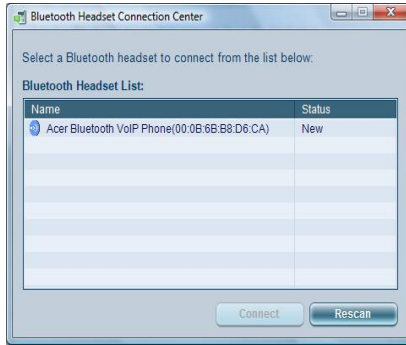 Bluetooth Headset Connection Center
Select a Bluetooth headset to connect from the list below:
Bluetooth Headset List:
Name Status
Acer Bluetooth VoIP Phone(00:0B:6B:B8:D6:CA) New
Connect Rescan